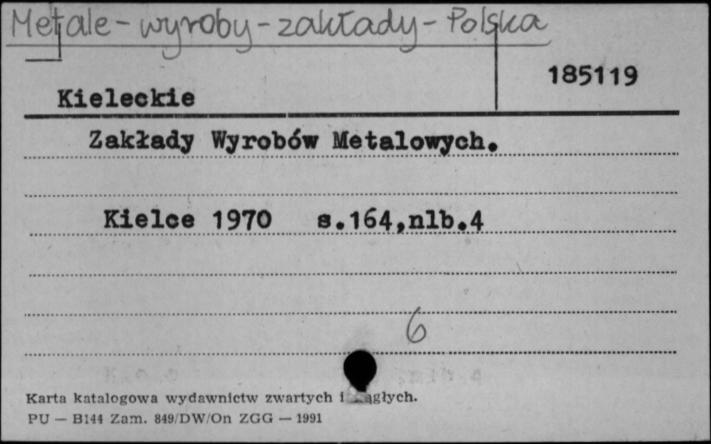 Metale - wyroby - zakłady - Polska
185119
Kieleckie
Zakłady Wyrobów Metalowych.
Kielce 1970 s.164,nlb.4
6
Karta katalogowa wydawnictw zwartych i ciągłych.
PU — B144 Zam. 849/DW/On ZGG — 1991